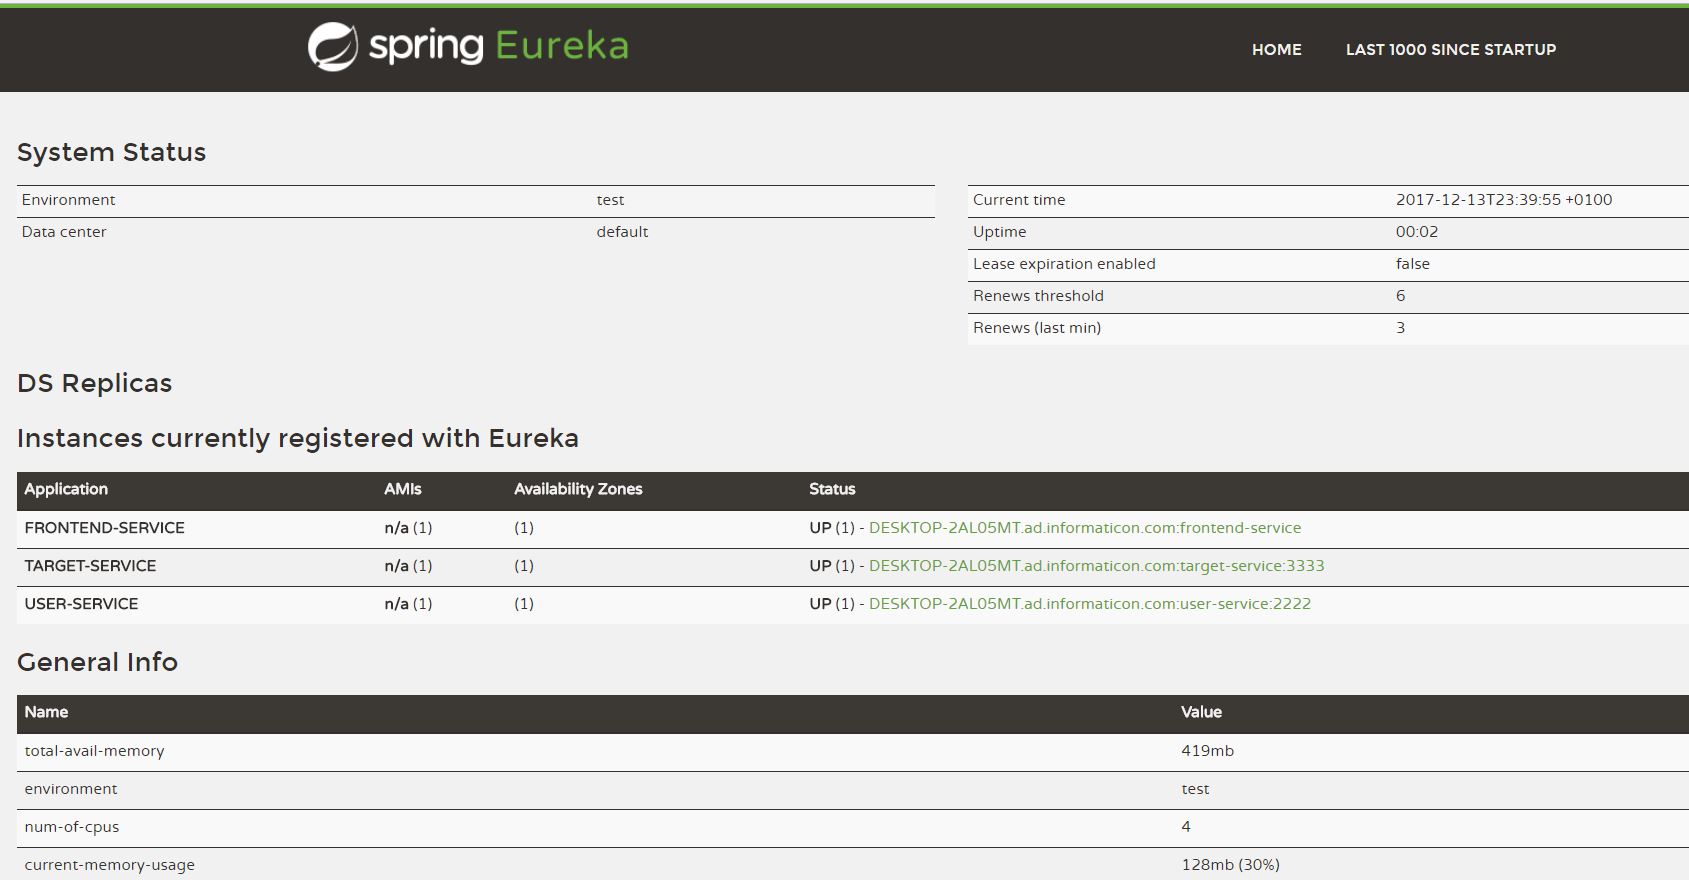 spring Eureka
HOME LAST 1000 SINCE STARTUP
System Status
Environment test
Data center default
Current time 2017-12-13T23:39:55 +0100
Uptime 00:02
Lease expiration enabled false
Renews threshold 6
Renews (last min) 3
DS Replicas
Instances currently registered with Eureka
Application AMIs Availability Zones Status
FRONTEND-SERVICE n/a (1) (1) UP (1) - DESKTOP-2AL05MT.ad.informaticon.com:frontend-service
TARGET-SERVICE n/a (1) (1) UP (1) - DESKTOP-2AL05MT.ad.informaticon.com:target-service:3333
USER-SERVICE n/a (1) (1) UP (1) - DESKTOP-2AL05MT.ad.informaticon.com:user-service:2222
General Info
Name Value
total-avail-memory 419mb
environment test
num-of-cpus 4
current-memory-usage 128mb (30%)